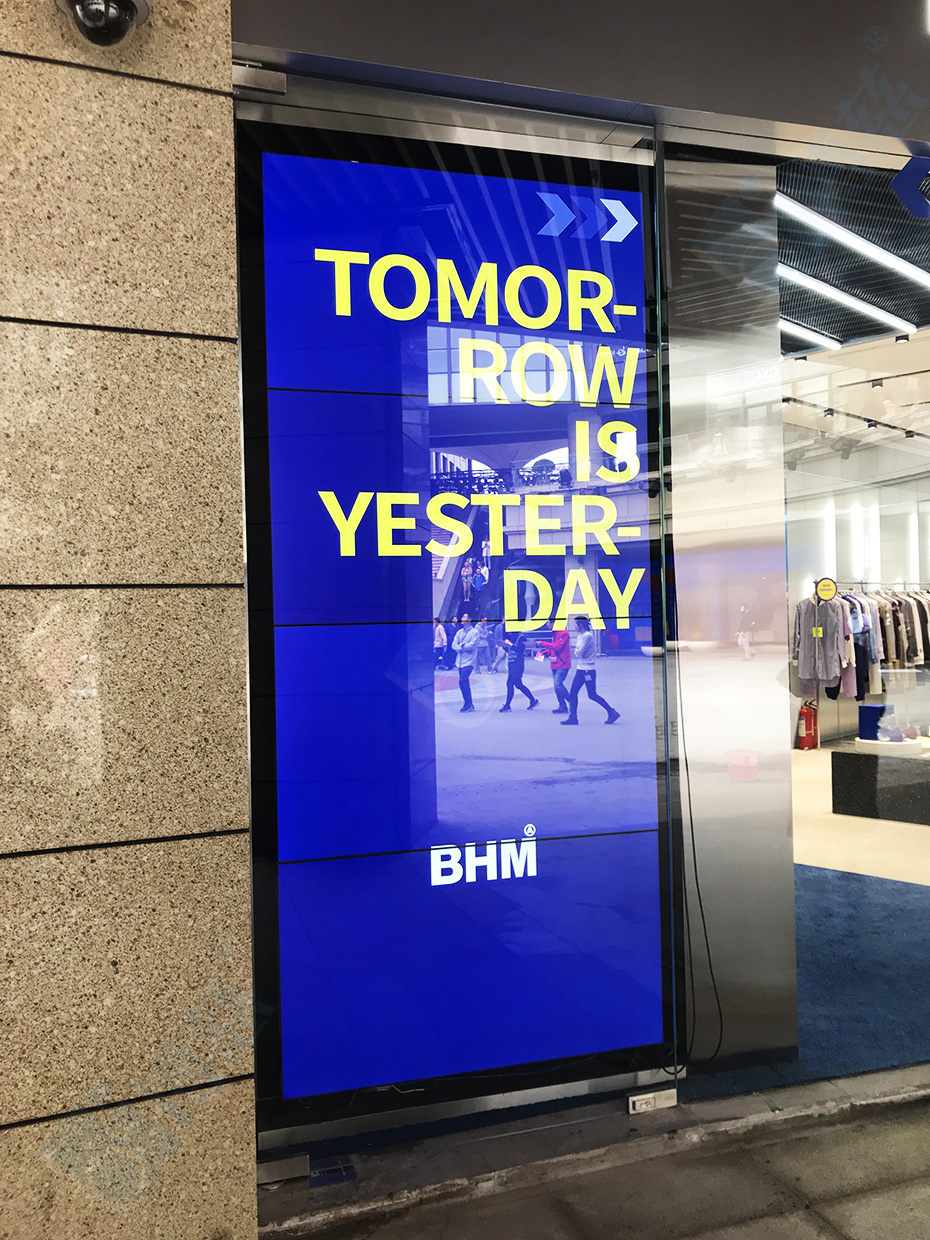 TOMOR-
ROW
IS
YESTER-
DAY
BHM